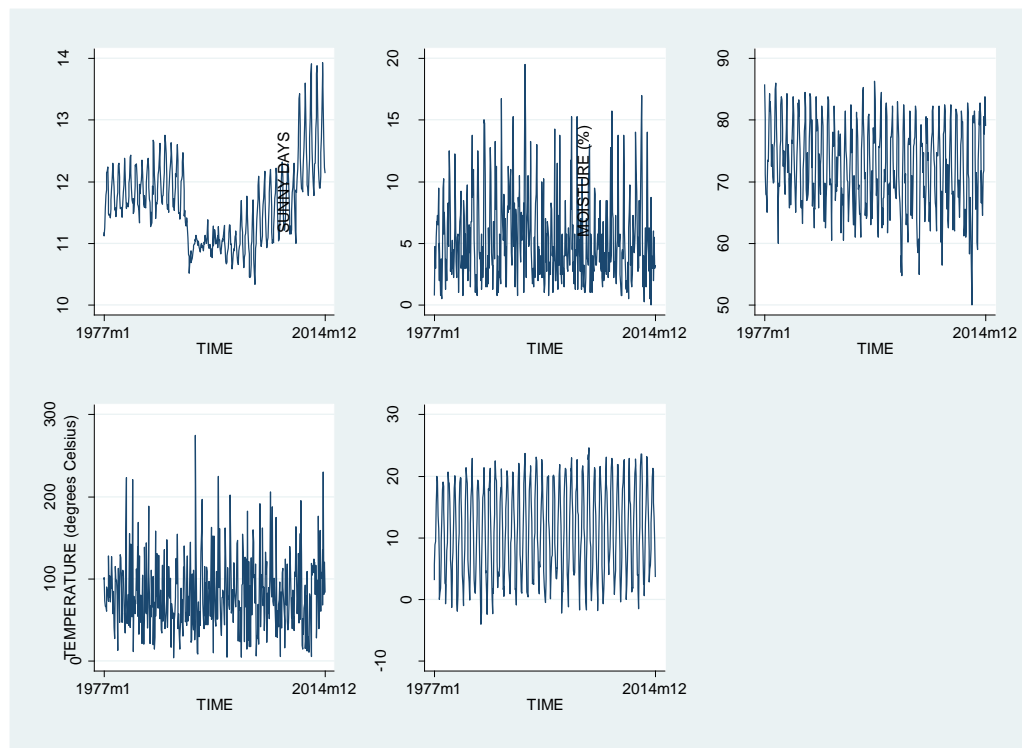 14
13
12
11
10
SUNNY DAYS
1977m1
2014m12
TIME
20
15
10
5
0
MOISTURE (%)
1977m1
2014m12
TIME
90
80
70
60
50
1977m1
2014m12
TIME
300
200
100
0
TEMPERATURE (degrees Celsius)
1977m1
2014m12
TIME
30
20
10
0
-10
1977m1
2014m12
TIME